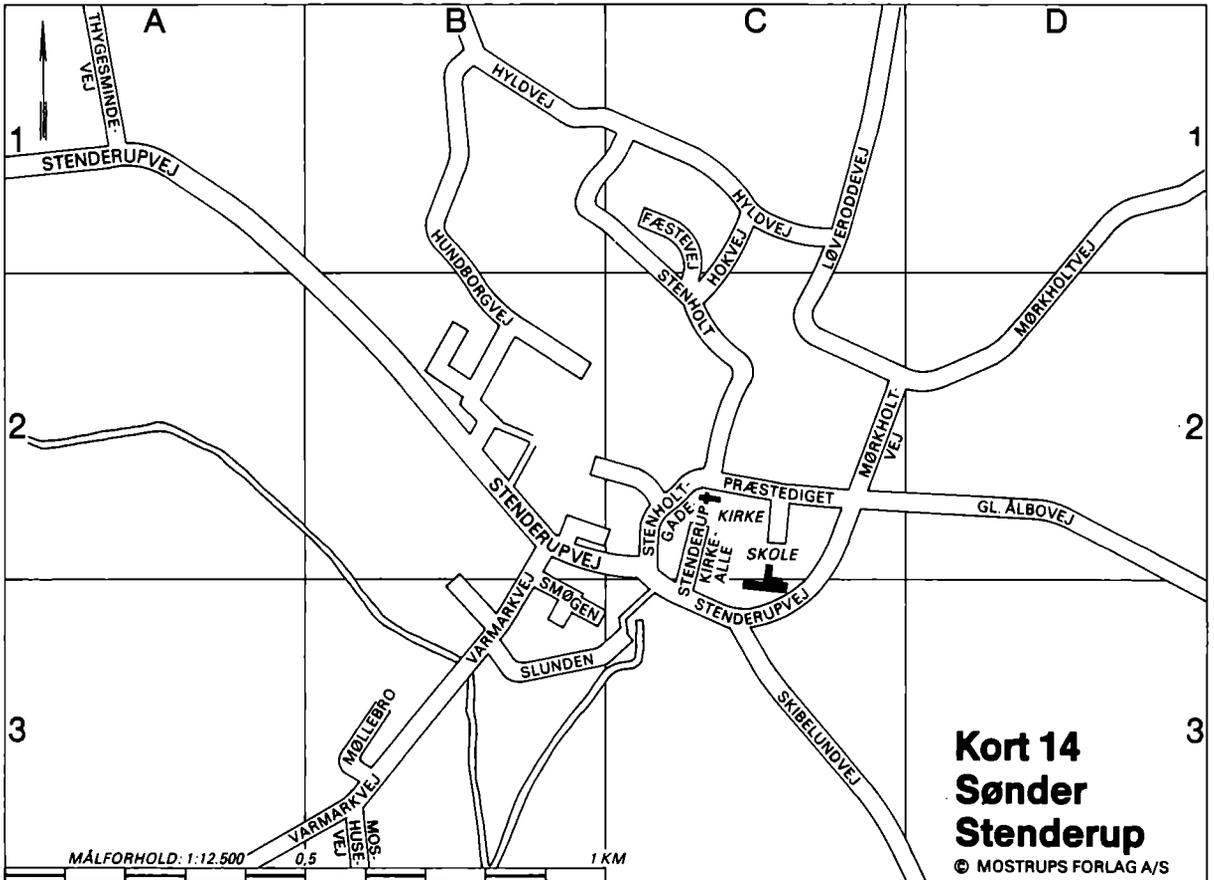 A
B
C
D
THYGESMINDE-
VEJ
HYLDVEJ
1
1
STENDERUPVEJ
LØVERODDEVEJ
HYLDVEJ
FÆSTEVEJ
HOKVEJ
HUNDBORGVEJ
STENHOLT
MØRKHOLTVEJ
2
2
MØRKHOLT-
VEJ
STENDERUPVEJ
STENHOLT-
GADE
PRÆSTEDIGET
GL. ÅLBOVEJ
KIRKE
STENDERUP
KIRKE-
ALLE
SKOLE
SMØGEN
STENDERUPVEJ
VARMARKVEJ
SLUNDEN
MØLLEBRO
SKIBELUNDVEJ
3
3
VARMARKVEJ
MOS-
HUSE-
VEJ
Kort 14
Sønder
Stenderup
© MOSTRUPS FORLAG A/S
MÅLFORHOLD: 1:12.500
0,5
1 KM